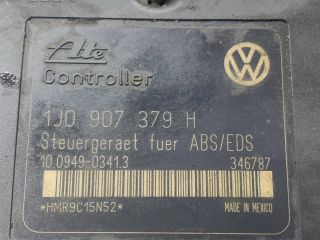 Ate
Controller
1J0 907 379 H
Steuergeraet fuer ABS/EDS
10.0949-0341.3 346787
*HMR9C15N52* MADE IN MEXICO